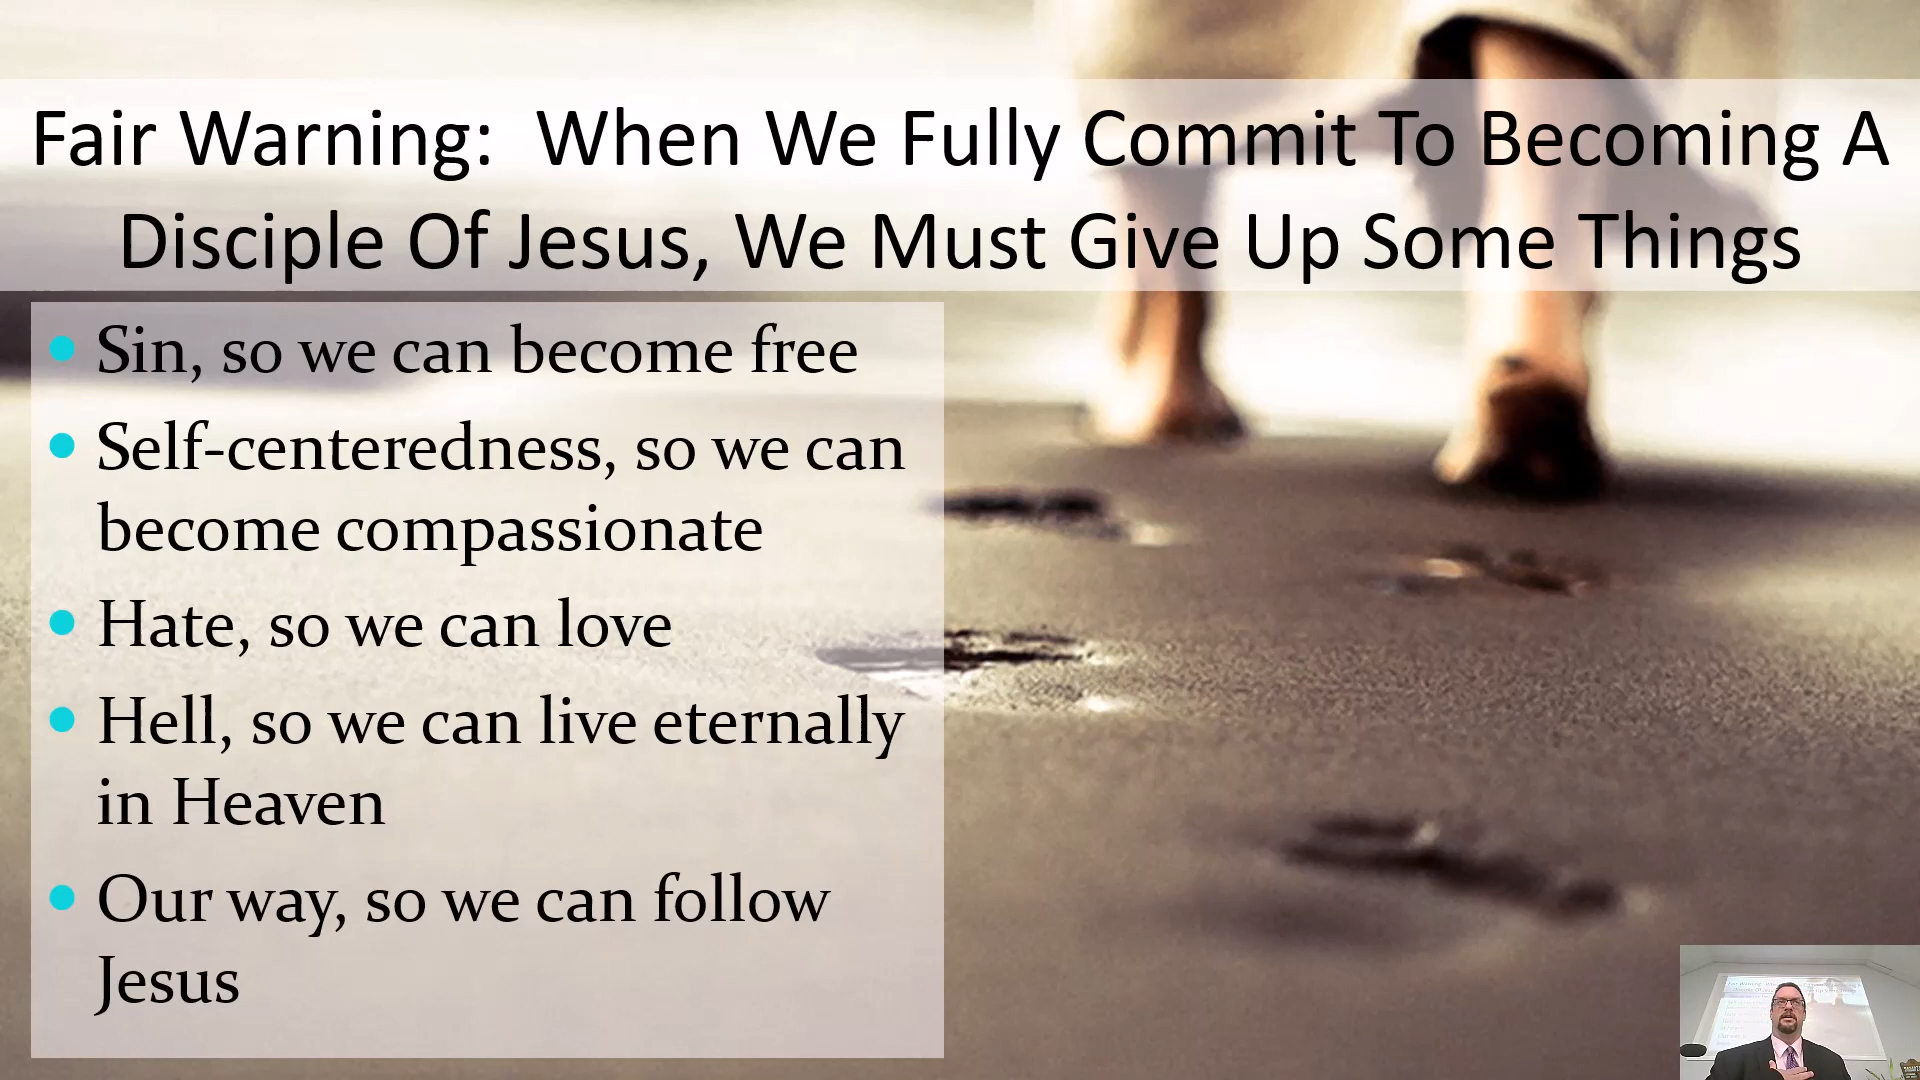 Fair Warning:  When We Fully Commit To Becoming A
Disciple Of Jesus, We Must Give Up Some Things
Sin, so we can become free
Self-centeredness, so we can
become compassionate
Hate, so we can love
Hell, so we can live eternally
in Heaven
Our way, so we can follow
Jesus